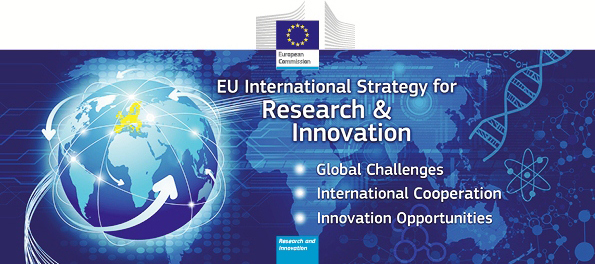 European
Commission
EU International Strategy for
Research &
Innovation
Global Challenges
International Cooperation
Innovation Opportunities
Research and
Innovation